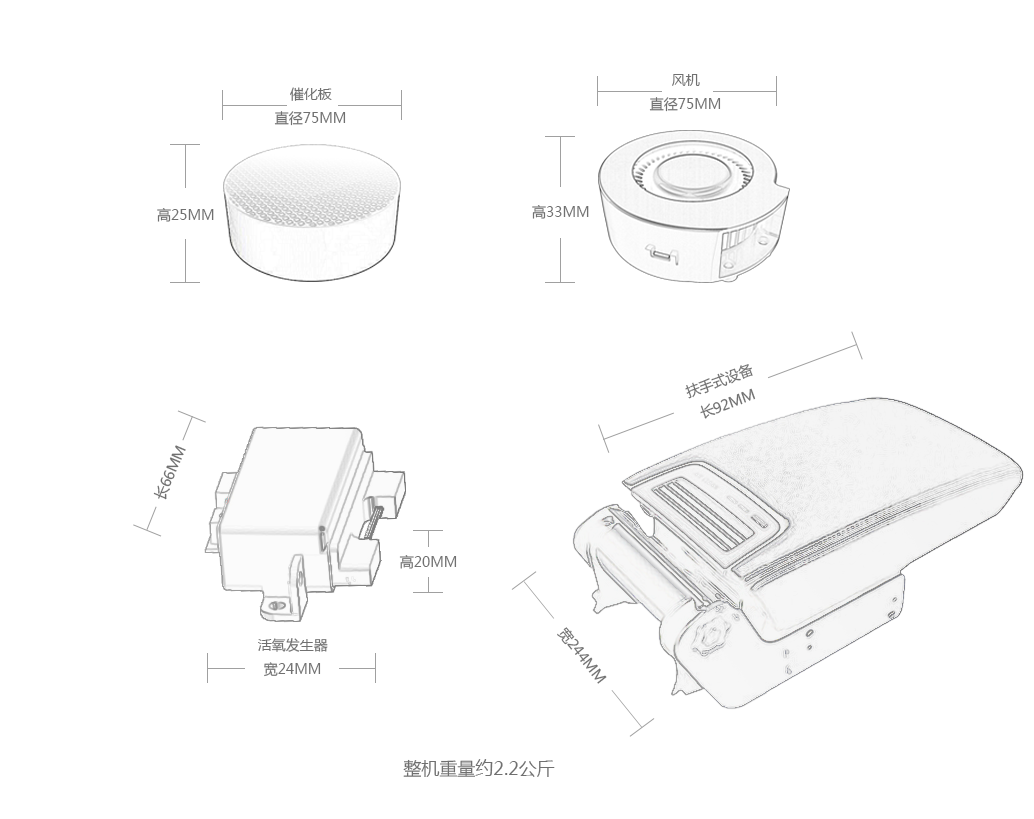 催化板
直径75MM
高25MM
风机
直径75MM
高33MM
长66MM
高20MM
活氧发生器
宽24MM
扶手式设备
长92MM
宽244MM
整机重量约2.2公斤